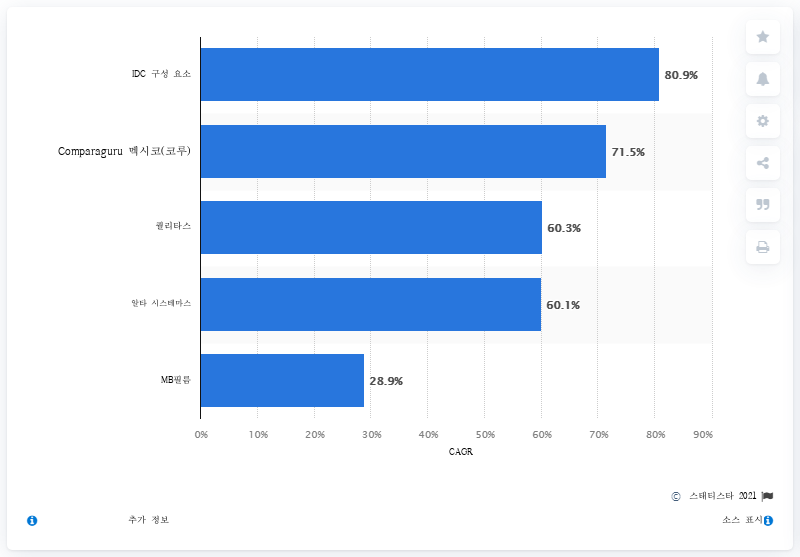 IDC 구성 요소
80.9%
Comparaguru 멕시코(코루)
71.5%
퀄리타스
60.3%
알타 시스테마스
60.1%
MB필름
28.9%
0% 10% 20% 30% 40% 50% 60% 70% 80% 90%
CAGR
© 스태티스타 2021
추가 정보
소스 표시